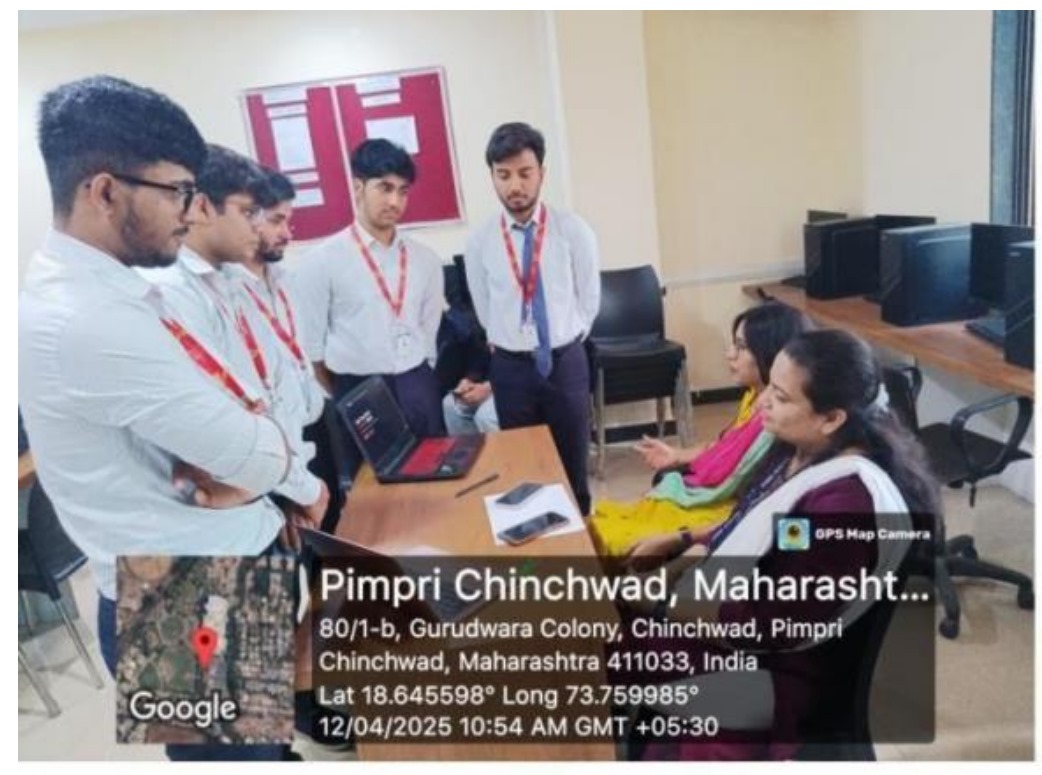 GPS Map Camera
Pimpri Chinchwad, Maharasht...
80/1-b, Gurudwara Colony, Chinchwad, Pimpri
Chinchwad, Maharashtra 411033, India
Lat 18.645598° Long 73.759985°
12/04/2025 10:54 AM GMT +05:30
Google